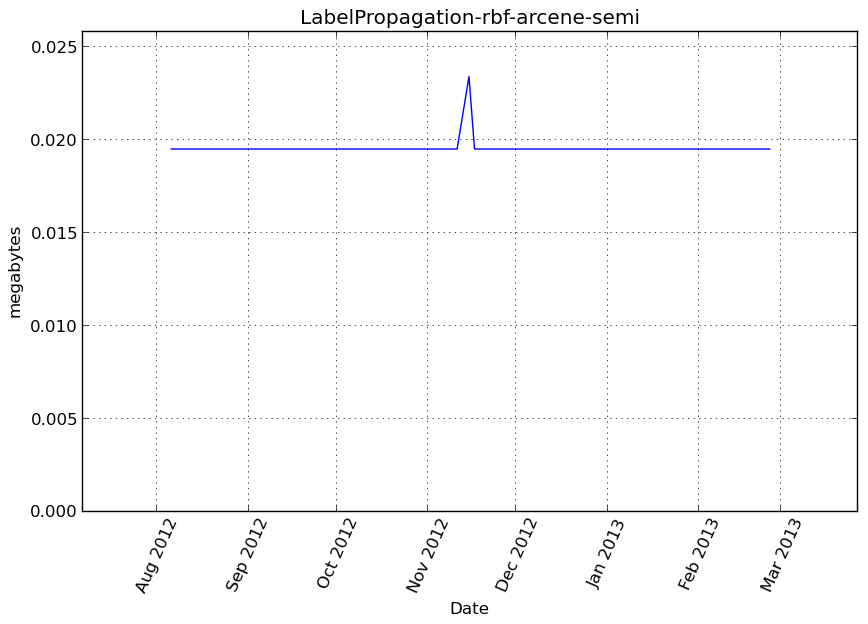 LabelPropagation-rbf-arcene-semi
0.025
0.020
0.015
0.010
0.005
0.000
megabytes
Aug 2012
Sep 2012
Oct 2012
Nov 2012
Dec 2012
Jan 2013
Feb 2013
Mar 2013
Date